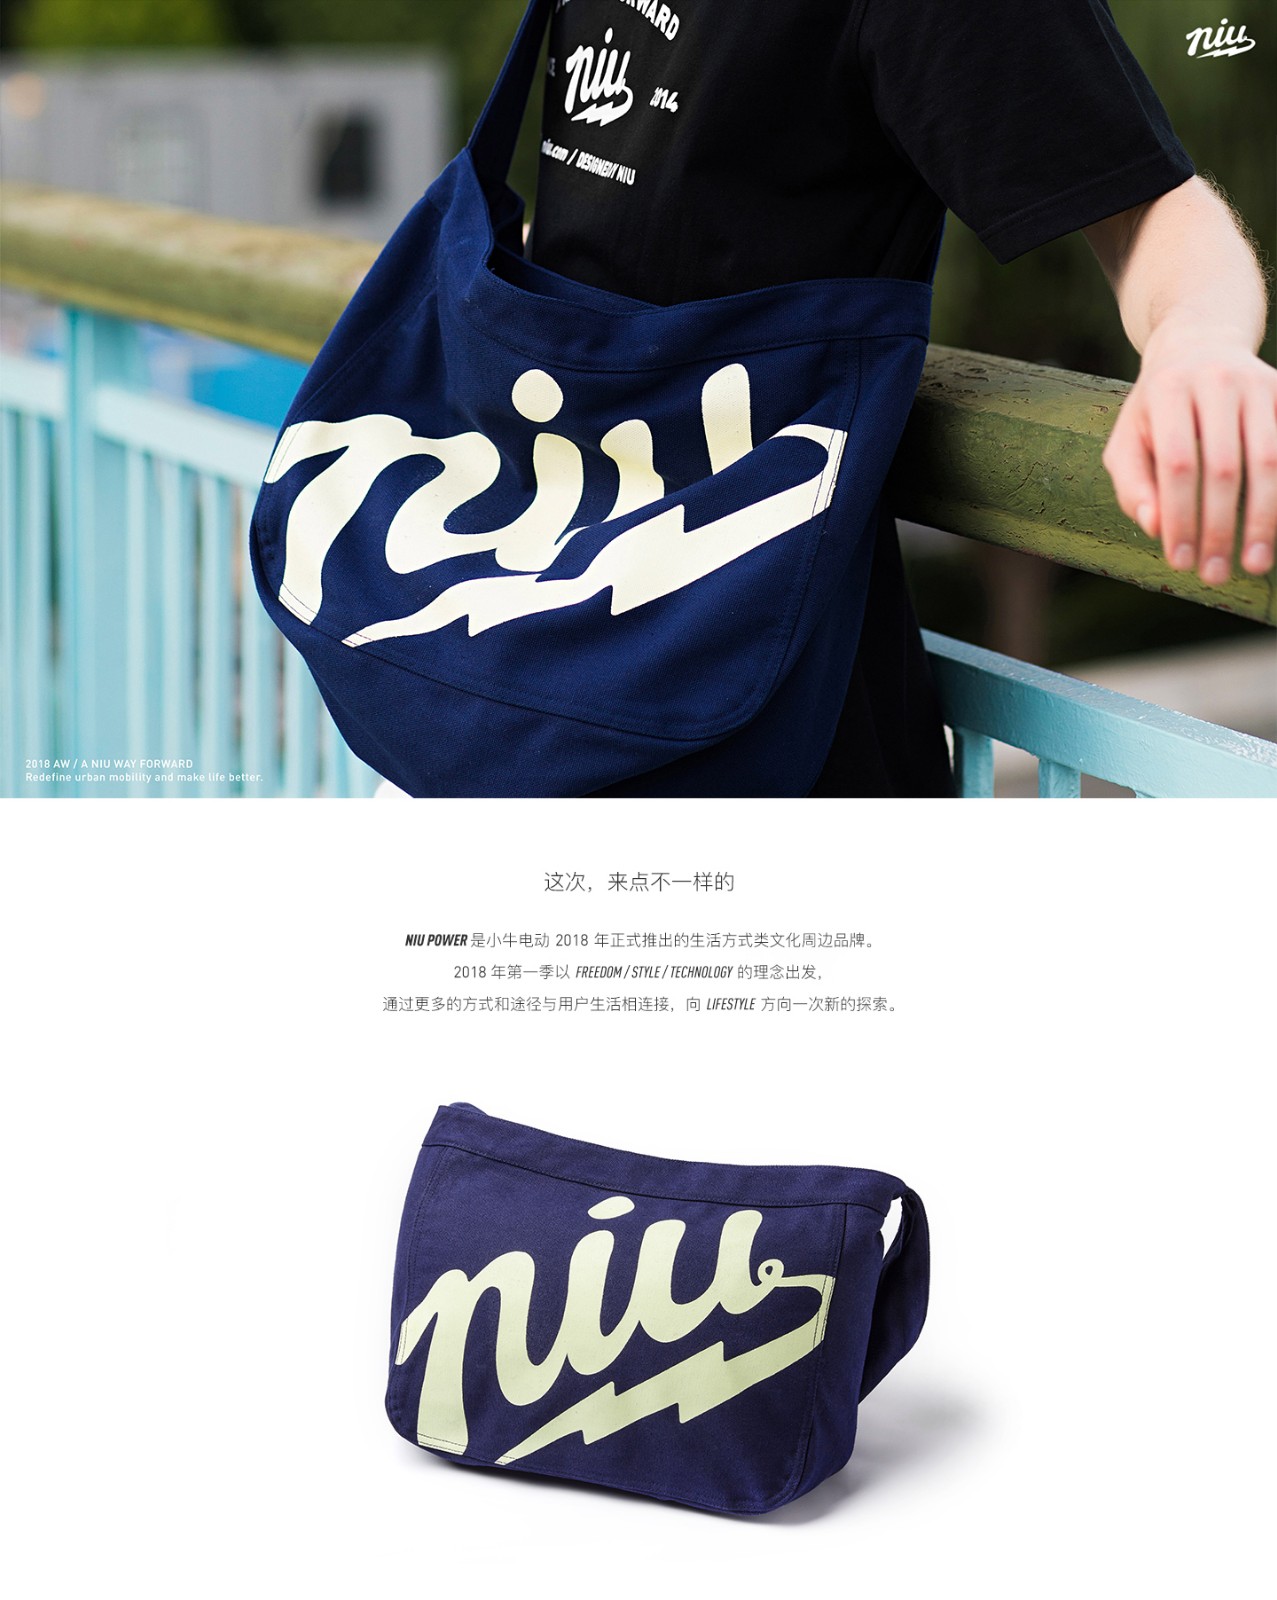 WARD
niu
2014
niu.com / DESIGNED BY NIU
niu
niu
2018 AW / A NIU WAY FORWARD
Redefine urban mobility and make life better.
这次，来点不一样的
NIU POWER 是小牛电动 2018 年正式推出的生活方式类文化周边品牌。
2018 年第一季以 FREEDOM / STYLE / TECHNOLOGY 的理念出发，
通过更多的方式和途径与用户生活相连接，向 LIFESTYLE 方向一次新的探索。
niu